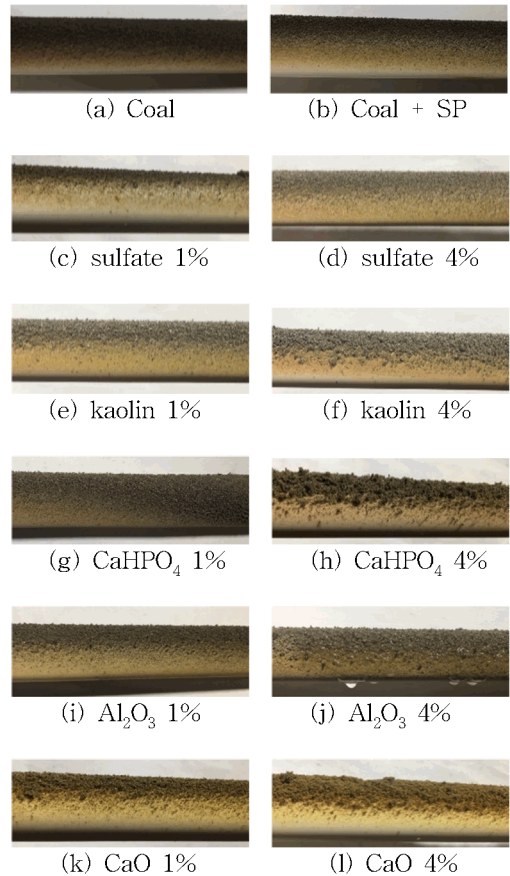 (a) Coal
(b) Coal + SP
(c) sulfate 1%
(d) sulfate 4%
(e) kaolin 1%
(f) kaolin 4%
(g) CaHPO₄ 1%
(h) CaHPO₄ 4%
(i) Al₂O₃ 1%
(j) Al₂O₃ 4%
(k) CaO 1%
(l) CaO 4%